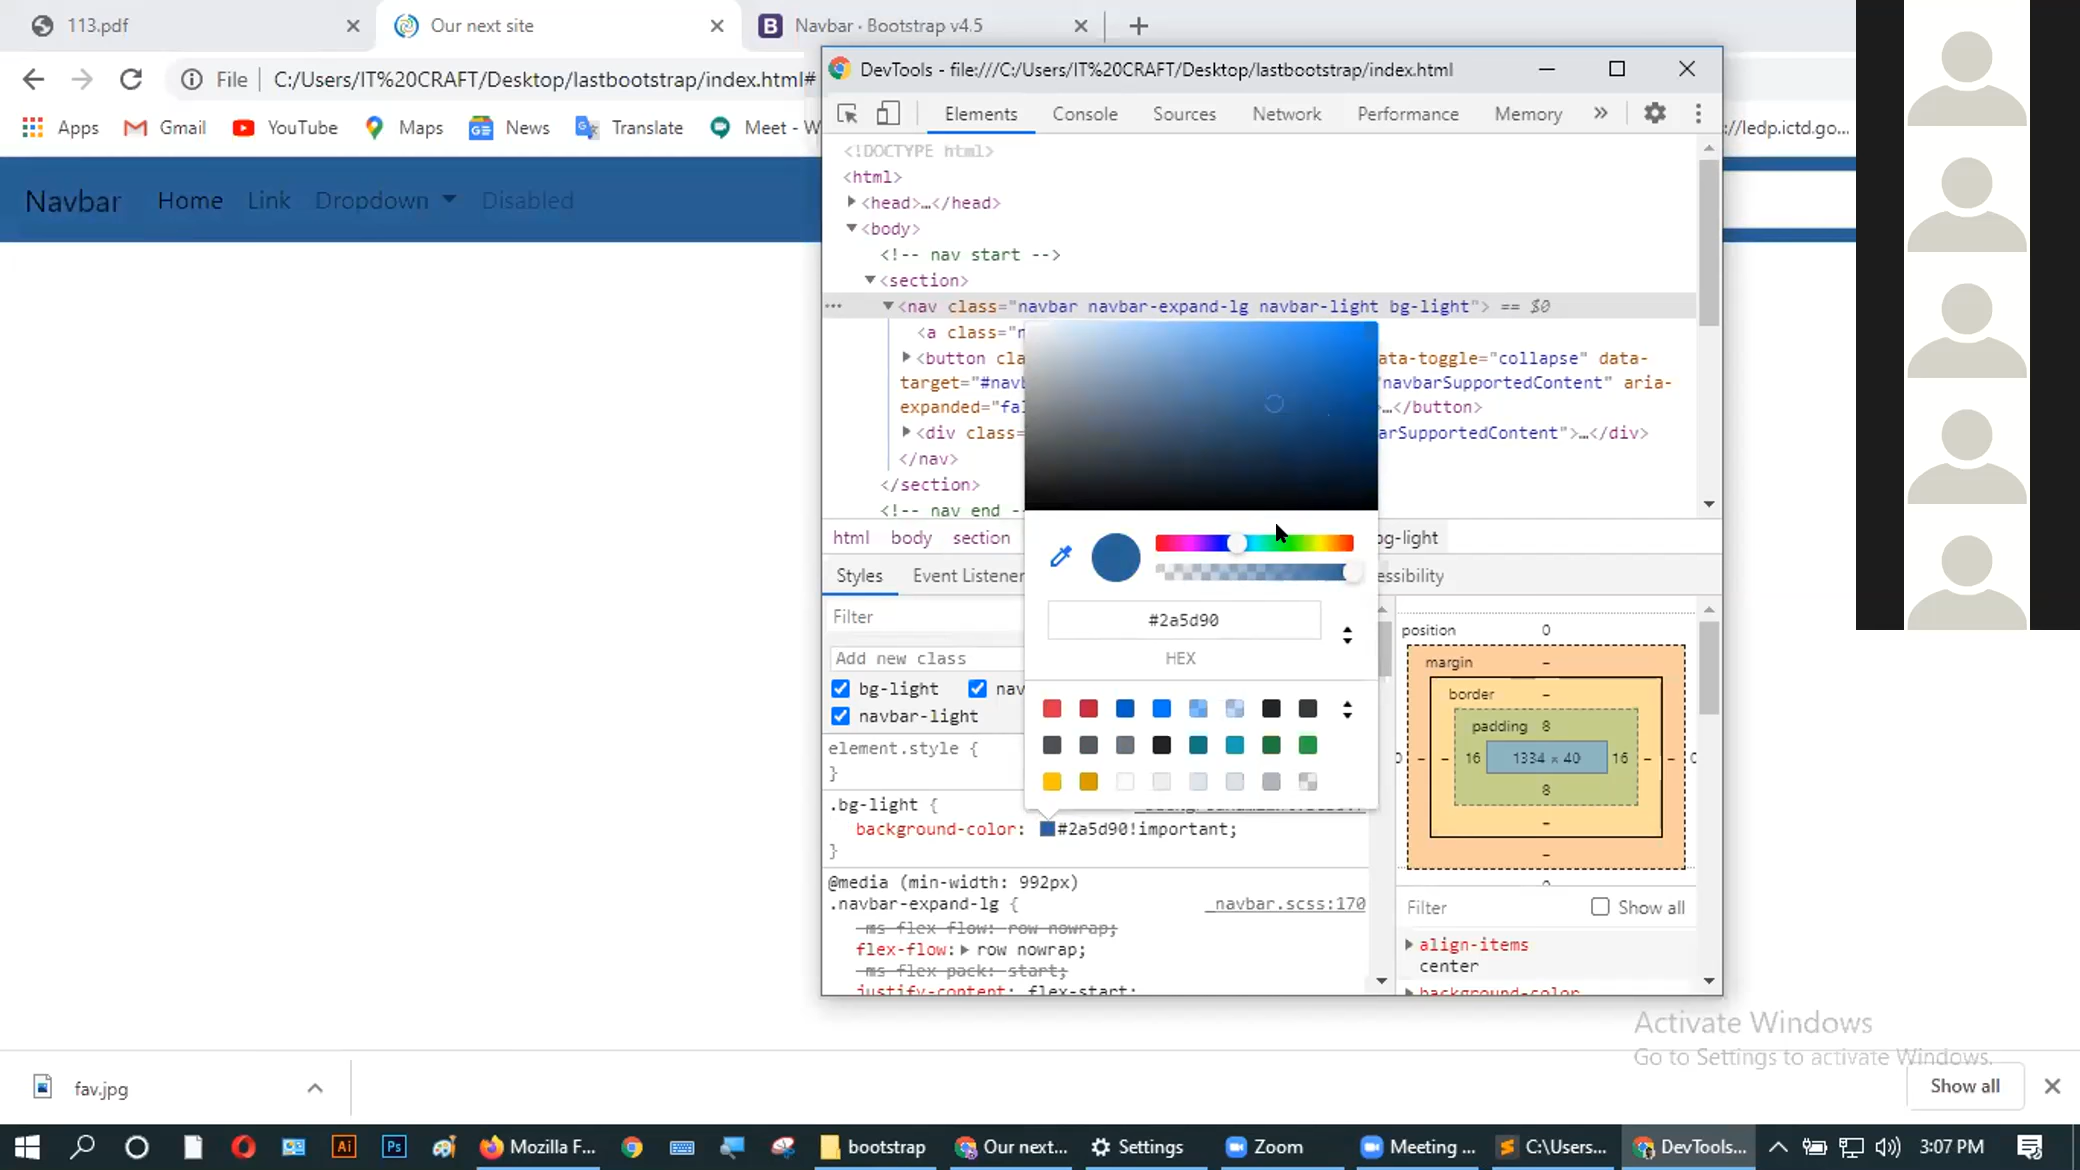 113.pdf
Our next site
Navbar · Bootstrap v4.5
File
C:/Users/IT%20CRAFT/Desktop/lastbootstrap/index.html#
Apps
Gmail
YouTube
Maps
News
Translate
Meet - W
://ledp.ictd.go...
Navbar
Home
Link
Dropdown
Disabled
DevTools - file:///C:/Users/IT%20CRAFT/Desktop/lastbootstrap/index.html
Elements
Console
Sources
Network
Performance
Memory
<!DOCTYPE html>
<html>
<head>…</head>
<body>
<!-- nav start -->
<section>
<nav class="navbar navbar-expand-lg navbar-light bg-light"> == $0
<a class="n
<button cla
ata-toggle="collapse" data-
target="#navb
navbarSupportedContent" aria-
expanded="fal
…</button>
<div class=
arSupportedContent">…</div>
</nav>
</section>
<!-- nav end -
html
body
section
bg-light
Styles
Event Listener
essibility
Filter
Add new class
bg-light
nav
navbar-light
element.style {
}
.bg-light {
background-color: #2a5d90!important;
}
@media (min-width: 992px)
.navbar-expand-lg {
_navbar.scss:170
-ms-flex-flow: row nowrap;
flex-flow: row nowrap;
-ms-flex-pack: start;
justify-content: flex-start;
#2a5d90
HEX
position
0
margin
–
border
–
padding
8
16
1334 × 40
16
8
–
–
Filter
Show all
align-items
center
background-color
Activate Windows
Go to Settings to activate Windows.
fav.jpg
Show all
Ai
Ps
Mozilla F...
bootstrap
Our next...
Settings
Zoom
Meeting ...
C:\Users...
DevTools...
3:07 PM